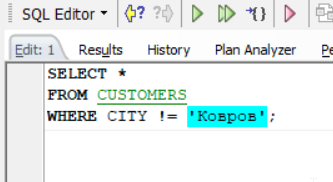 SQL Editor
Edit: 1 Results History Plan Analyzer
SELECT *
FROM CUSTOMERS
WHERE CITY != 'Ковров';